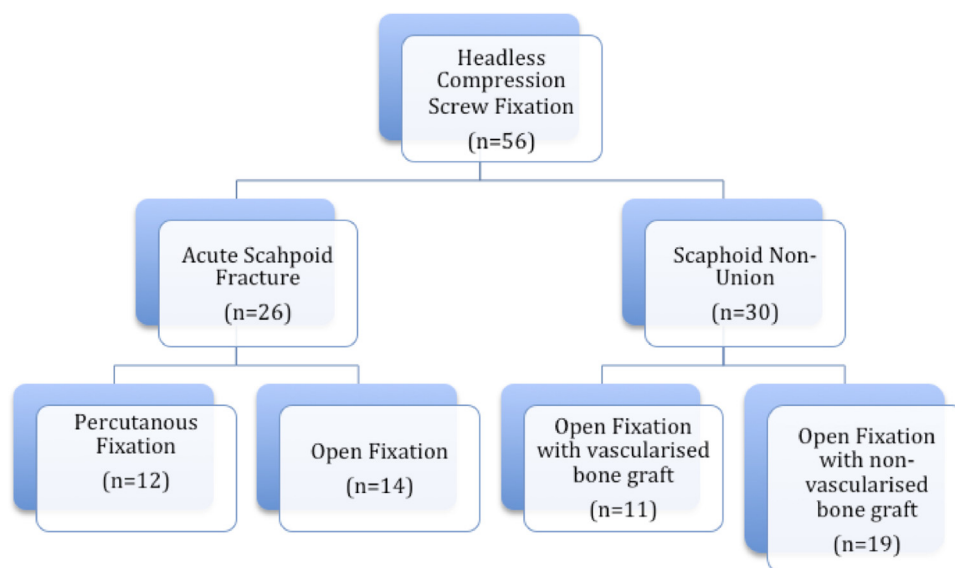 Headless
Compression
Screw Fixation
(n=56)
Acute Scahpoid
Fracture
(n=26)
Scaphoid Non-
Union
(n=30)
Percutanous
Fixation
(n=12)
Open Fixation
(n=14)
Open Fixation
with vascularised
bone graft
(n=11)
Open Fixation
with non-
vascularised
bone graft
(n=19)